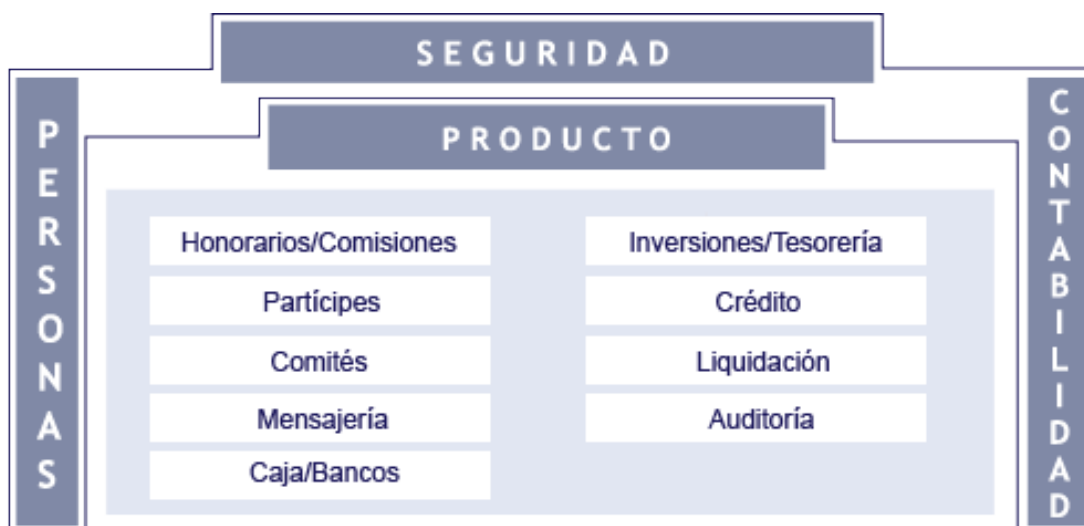 SEGURIDAD
PERSONAS
PRODUCTO
CONTABILIDAD
Honorarios/Comisiones
Inversiones/Tesorería
Partícipes
Crédito
Comités
Liquidación
Mensajería
Auditoría
Caja/Bancos